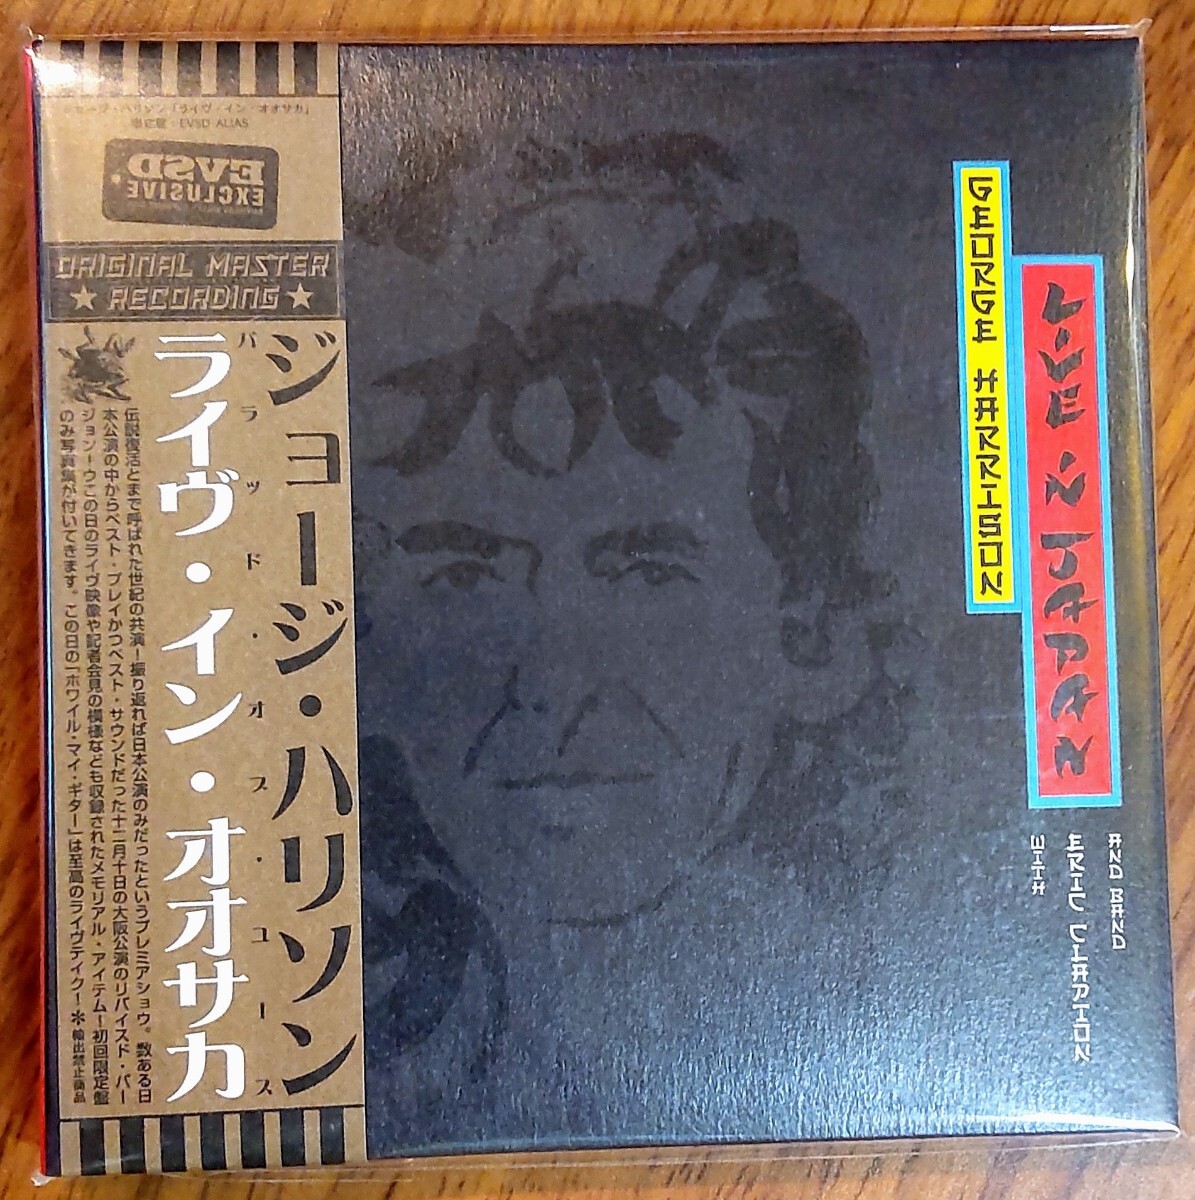 ジョージ・ハリソン「ライヴ・イン・オオサカ」
EVSD ALIAS
EVSD.
EXCLUSIVE
ORIGINAL MASTER
★ RECORDING ★
ジョージ・ハリソン
バラッド・オブ・ユース
ライヴ・イン・オオサカ
伝説復活とまで呼ばれた世紀の共演！振り返れば日本公演のみだったというプレミアショウ。数ある日
本公演の中からベスト・プレイかつベスト・サウンドだった十二月十日の大阪公演のリバイスド・バー
ジョン！この日のライヴ映像や記者会見の模様なども収録されたメモリアル・アイテム！初回限定盤
のみ写真集が付いてきます。この日の「ホワイル・マイ・ギター」は至高のライヴテイク！＊輸出禁止商品
GEORGE HARRISON
LIVE IN JAPAN
WITH
ERIC CLAPTON
AND BAND